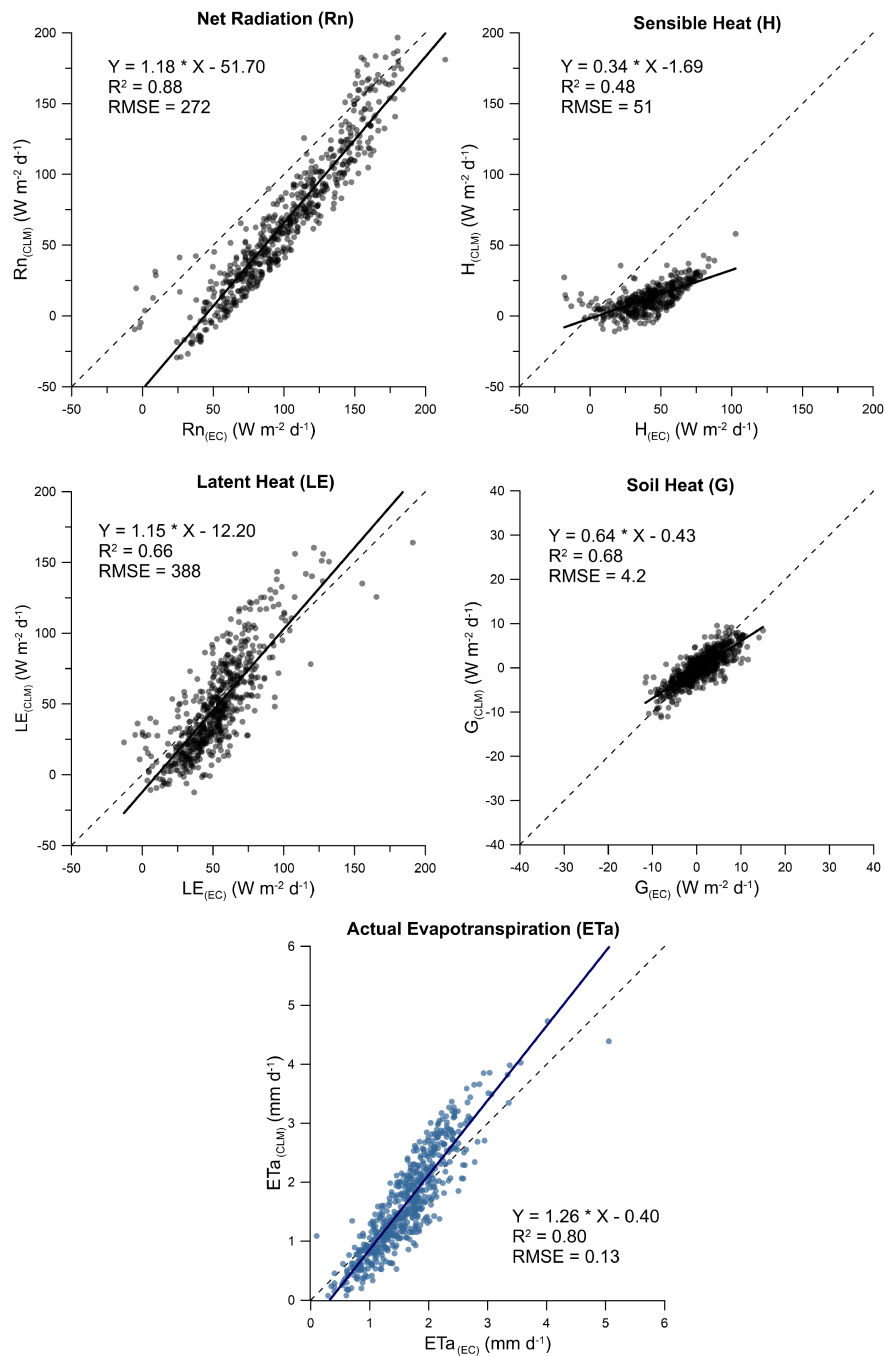 Net Radiation (Rn)
Y = 1.18 * X - 51.70
R² = 0.88
RMSE = 272
Rn(CLM) (W m⁻² d⁻¹)
200
150
100
50
0
-50
-50 0 50 100 150 200
Rn(EC) (W m⁻² d⁻¹)
Sensible Heat (H)
Y = 0.34 * X -1.69
R² = 0.48
RMSE = 51
H(CLM) (W m⁻² d⁻¹)
200
150
100
50
0
-50
-50 0 50 100 150 200
H(EC) (W m⁻² d⁻¹)
Latent Heat (LE)
Y = 1.15 * X - 12.20
R² = 0.66
RMSE = 388
LE(CLM) (W m⁻² d⁻¹)
200
150
100
50
0
-50
-50 0 50 100 150 200
LE(EC) (W m⁻² d⁻¹)
Soil Heat (G)
Y = 0.64 * X - 0.43
R² = 0.68
RMSE = 4.2
G(CLM) (W m⁻² d⁻¹)
40
30
20
10
0
-10
-20
-30
-40
-40 -30 -20 -10 0 10 20 30 40
G(EC) (W m⁻² d⁻¹)
Actual Evapotranspiration (ETa)
ETa(CLM) (mm d⁻¹)
6
5
4
3
2
1
0
Y = 1.26 * X - 0.40
R² = 0.80
RMSE = 0.13
0 1 2 3 4 5 6
ETa(EC) (mm d⁻¹)